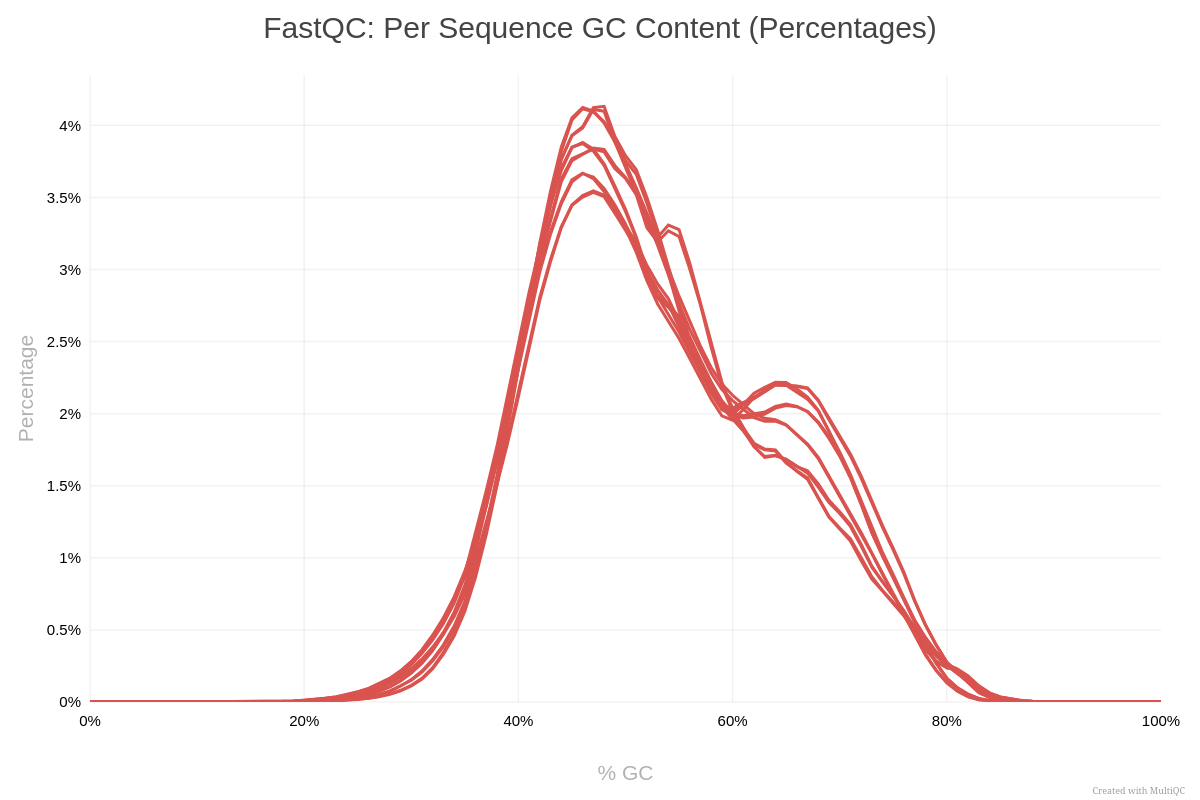 FastQC: Per Sequence GC Content (Percentages)
4%
3.5%
3%
2.5%
2%
1.5%
1%
0.5%
0%
Percentage
0% 20% 40% 60% 80% 100%
% GC
Created with MultiQC